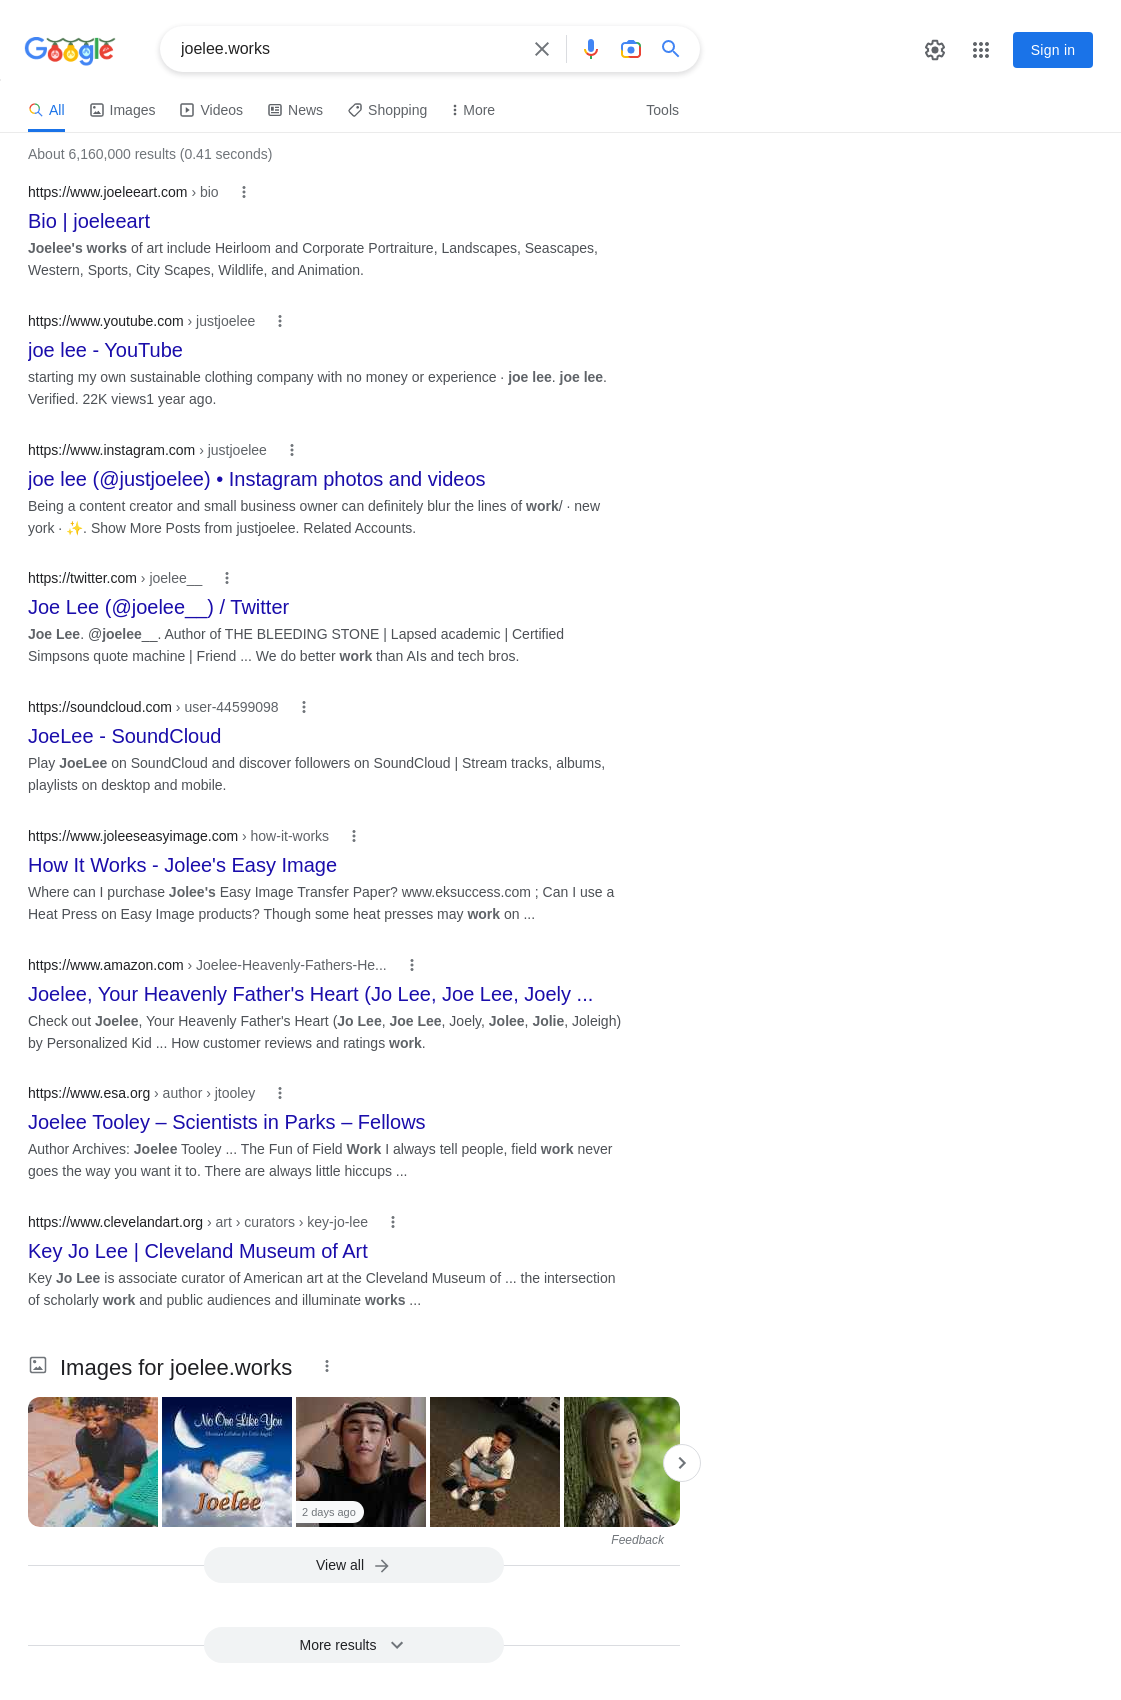 Google
joelee.works
Sign in
All
Images
Videos
News
Shopping
More
Tools
About 6,160,000 results (0.41 seconds)
https://www.joeleeart.com › bio
Bio | joeleeart
Joelee's works of art include Heirloom and Corporate Portraiture, Landscapes, Seascapes,
Western, Sports, City Scapes, Wildlife, and Animation.
https://www.youtube.com › justjoelee
joe lee - YouTube
starting my own sustainable clothing company with no money or experience · joe lee. joe lee.
Verified. 22K views1 year ago.
https://www.instagram.com › justjoelee
joe lee (@justjoelee) • Instagram photos and videos
Being a content creator and small business owner can definitely blur the lines of work/ · new
york · ✨. Show More Posts from justjoelee. Related Accounts.
https://twitter.com › joelee__
Joe Lee (@joelee__) / Twitter
Joe Lee. @joelee__. Author of THE BLEEDING STONE | Lapsed academic | Certified
Simpsons quote machine | Friend ... We do better work than AIs and tech bros.
https://soundcloud.com › user-44599098
JoeLee - SoundCloud
Play JoeLee on SoundCloud and discover followers on SoundCloud | Stream tracks, albums,
playlists on desktop and mobile.
https://www.joleeseasyimage.com › how-it-works
How It Works - Jolee's Easy Image
Where can I purchase Jolee's Easy Image Transfer Paper? www.eksuccess.com ; Can I use a
Heat Press on Easy Image products? Though some heat presses may work on ...
https://www.amazon.com › Joelee-Heavenly-Fathers-He...
Joelee, Your Heavenly Father's Heart (Jo Lee, Joe Lee, Joely ...
Check out Joelee, Your Heavenly Father's Heart (Jo Lee, Joe Lee, Joely, Jolee, Jolie, Joleigh)
by Personalized Kid ... How customer reviews and ratings work.
https://www.esa.org › author › jtooley
Joelee Tooley – Scientists in Parks – Fellows
Author Archives: Joelee Tooley ... The Fun of Field Work I always tell people, field work never
goes the way you want it to. There are always little hiccups ...
https://www.clevelandart.org › art › curators › key-jo-lee
Key Jo Lee | Cleveland Museum of Art
Key Jo Lee is associate curator of American art at the Cleveland Museum of ... the intersection
of scholarly work and public audiences and illuminate works ...
Images for joelee.works
No One Like You
Joelee
2 days ago
Feedback
View all
More results